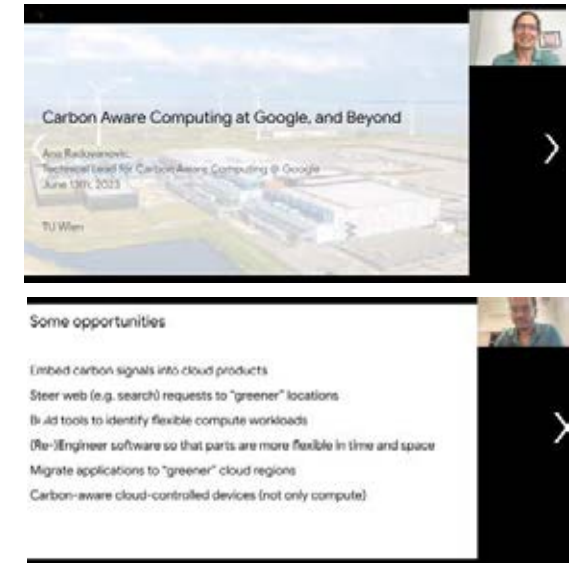 Carbon Aware Computing at Google, and Beyond
Ana Radovanovic,
Technical Lead for Carbon Aware Computing @ Google
June 13th, 2023
TU Wien
Some opportunities
Embed carbon signals into cloud products
Steer web (e.g. search) requests to "greener" locations
Build tools to identify flexible compute workloads
(Re-)Engineer software so that parts are more flexible in time and space
Migrate applications to "greener" cloud regions
Carbon-aware cloud-controlled devices (not only compute)